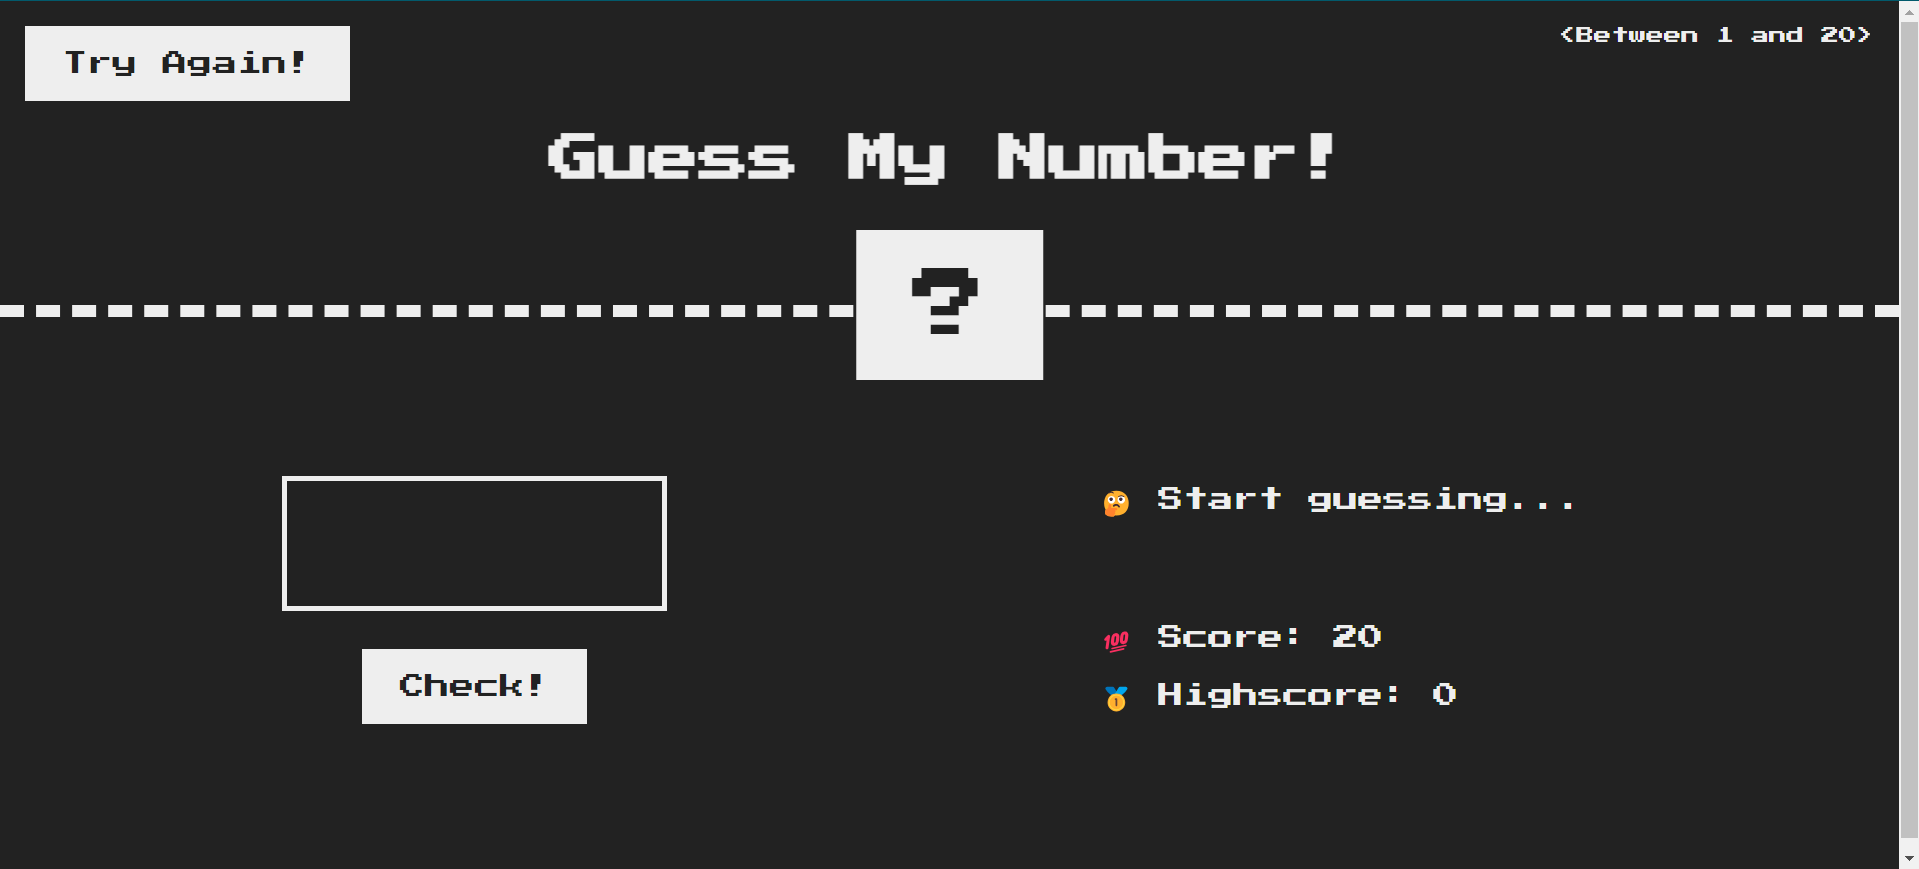 Try Again!
(Between 1 and 20)
Guess My Number!
?
🤔 Start guessing...
💯 Score: 20
Check!
🥇 Highscore: 0